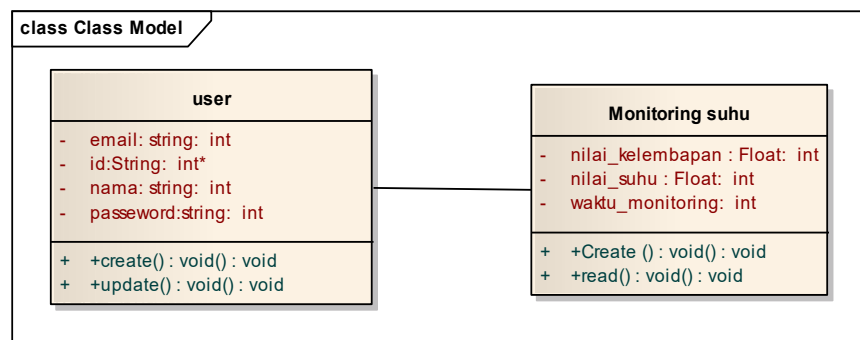 class Class Model
user
- email: string: int
- id:String: int*
- nama: string: int
- passeword:string: int
+ +create() : void() : void
+ +update() : void() : void
Monitoring suhu
- nilai_kelembapan : Float: int
- nilai_suhu : Float: int
- waktu_monitoring: int
+ +Create () : void() : void
+ +read() : void() : void